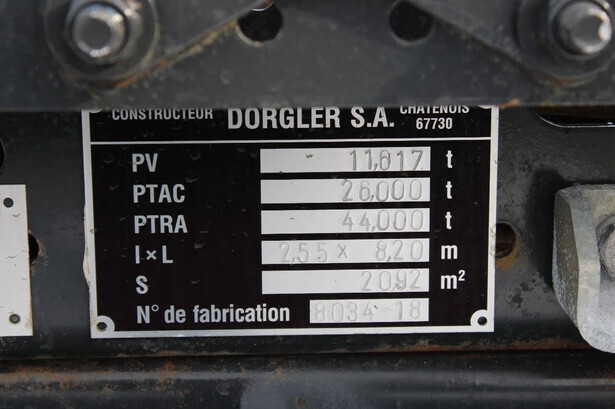 CONSTRUCTEUR DORGLER S.A. CHATENOIS
67730
PV 11,617 t
PTAC 26,000 t
PTRA 44,000 t
l×L 2,55 × 8,20 m
S 20,92 m²
N° de fabrication 8034-18